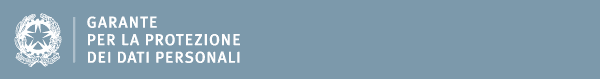 GARANTE
PER LA PROTEZIONE
DEI DATI PERSONALI